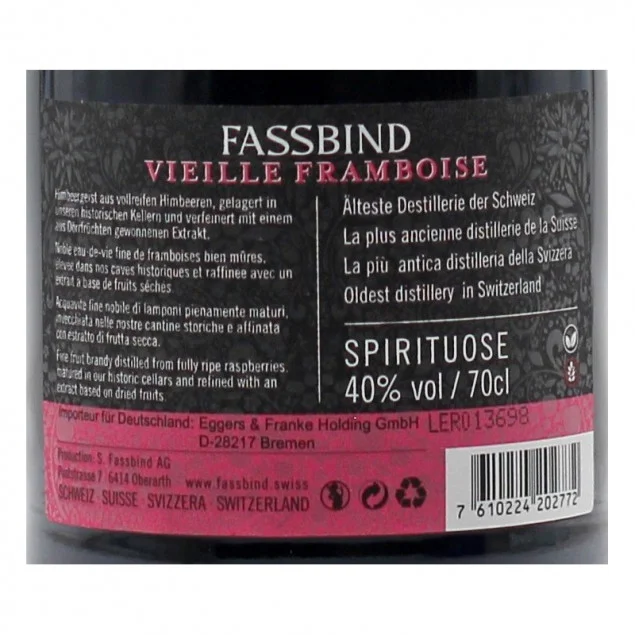 FASSBIND
VIEILLE FRAMBOISE
Himbeergeist aus vollreifen Himbeeren, gelagert in
unseren historischen Kellern und verfeinert mit einem
aus Dörrfrüchten gewonnenen Extrakt.
Noble eau-de-vie fine de framboises bien mûres,
élevée dans nos caves historiques et raffinée avec un
extrait à base de fruits séchés.
Acquavite fine nobile di lamponi pienamente maturi,
invecchiata nelle nostre cantine storiche e affinata
con estratto di frutta secca.
Fine fruit brandy distilled from fully ripe raspberries,
matured in our historic cellars and refined with an
extract based on dried fruits.
Älteste Destillerie der Schweiz
La plus ancienne distillerie de la Suisse
La più antica distilleria della Svizzera
Oldest distillery in Switzerland
SPIRITUOSE
40% vol / 70cl
Importeur für Deutschland: Eggers & Franke Holding GmbH
D-28217 Bremen
LER013698
Production: S. Fassbind AG
Poststrasse 7 6414 Oberarth
www.fassbind.swiss
SCHWEIZ · SUISSE · SVIZZERA · SWITZERLAND
7 610224 202772